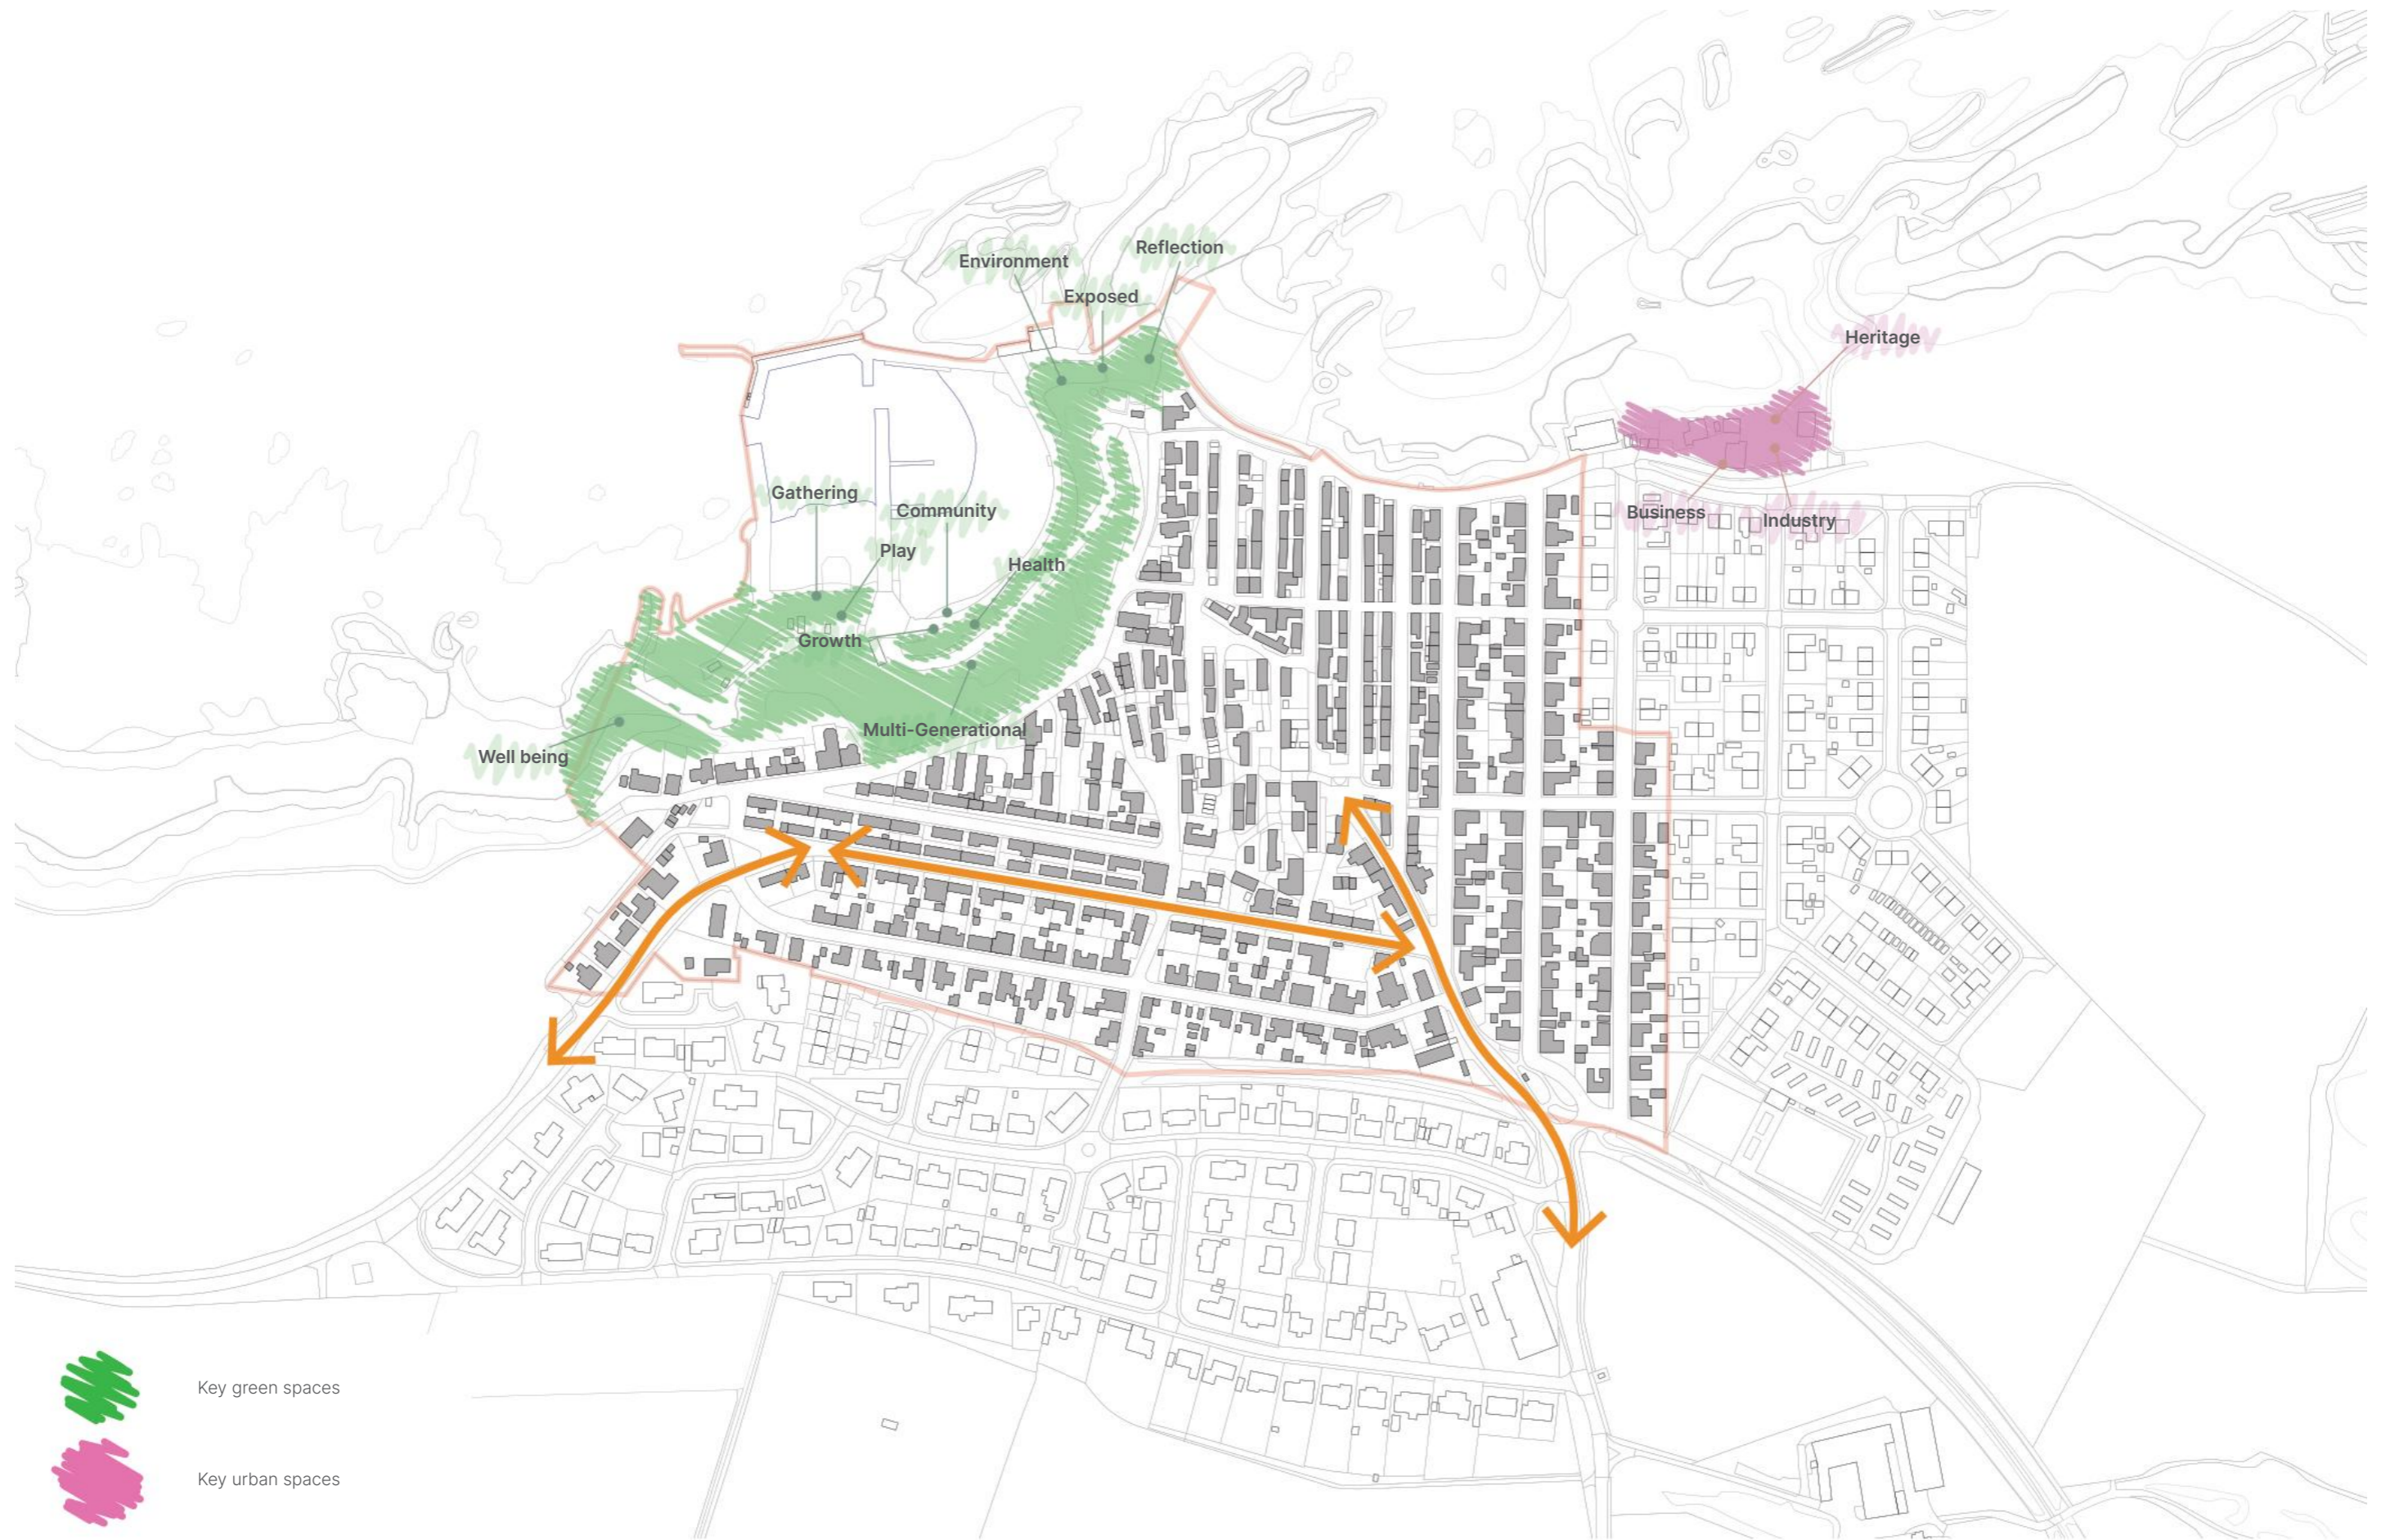 Reflection
Environment
Exposed
Heritage
Gathering
Community
Business
Industry
Play
Health
Growth
Multi-Generational
Well being
Key green spaces
Key urban spaces